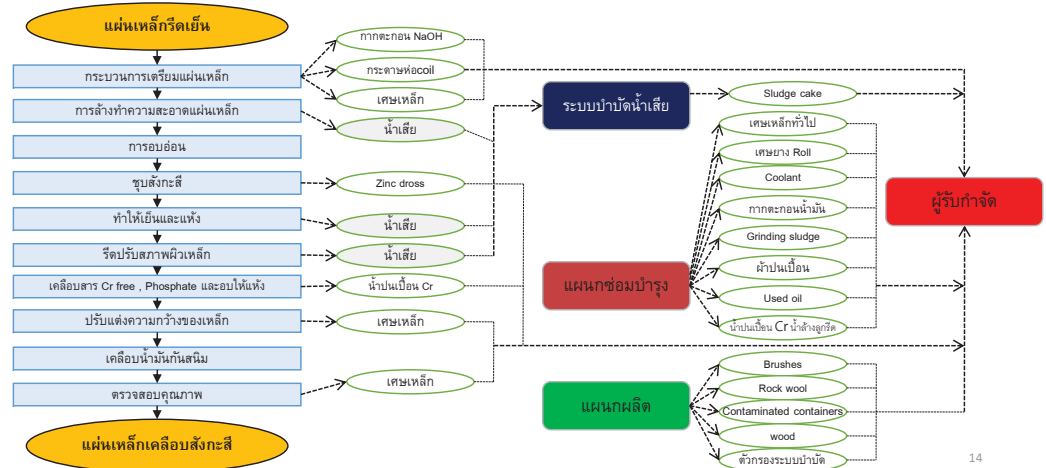 แผ่นเหล็กรีดเย็น
กระบวนการเตรียมแผ่นเหล็ก
การล้างทำความสะอาดแผ่นเหล็ก
การอบอ่อน
ชุบสังกะสี
ทำให้เย็นและแห้ง
รีดปรับสภาพผิวเหล็ก
เคลือบสาร Cr free , Phosphate และอบให้แห้ง
ปรับแต่งความกว้างของเหล็ก
เคลือบน้ำมันกันสนิม
ตรวจสอบคุณภาพ
แผ่นเหล็กเคลือบสังกะสี
กากตะกอน NaOH
กระดาษห่อcoil
เศษเหล็ก
น้ำเสีย
Zinc dross
น้ำเสีย
น้ำเสีย
น้ำปนเปื้อน Cr
เศษเหล็ก
เศษเหล็ก
ระบบบำบัดน้ำเสีย
แผนกซ่อมบำรุง
แผนกผลิต
Sludge cake
เศษเหล็กทั่วไป
เศษยาง Roll
Coolant
กากตะกอนน้ำมัน
Grinding sludge
ผ้าปนเปื้อน
Used oil
น้ำปนเปื้อน Cr น้ำล้างลูกรีด
Brushes
Rock wool
Contaminated containers
wood
ตัวกรองระบบบำบัด
ผู้รับกำจัด
14